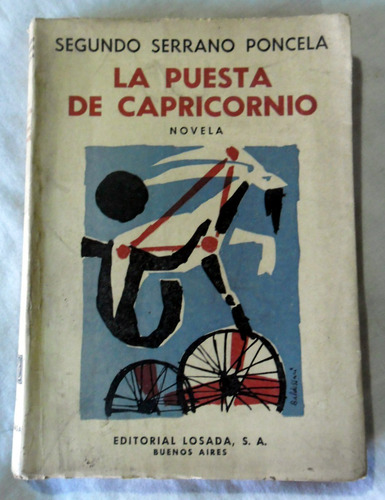 SEGUNDO SERRANO PONCELA
LA PUESTA
DE CAPRICORNIO
NOVELA
EDITORIAL LOSADA, S. A.
BUENOS AIRES